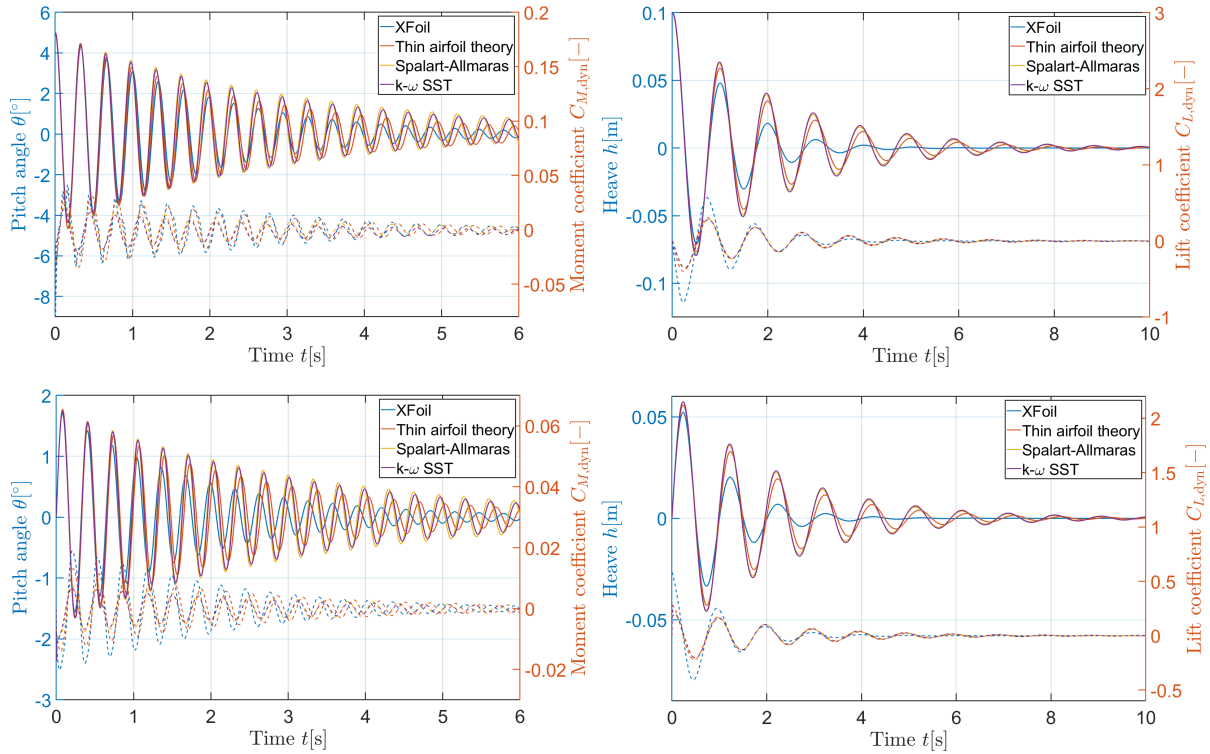 6
4
2
0
-2
-4
-6
-8
Pitch angle θ[°]
XFoil
Thin airfoil theory
Spalart-Allmaras
k-ω SST
0.2
0.15
0.1
0.05
0
-0.05
Moment coefficient C_{M,dyn}[−]
0 1 2 3 4 5 6
Time t[s]
0.1
0.05
0
-0.05
-0.1
Heave h[m]
XFoil
Thin airfoil theory
Spalart-Allmaras
k-ω SST
3
2
1
0
-1
Lift coefficient C_{L,dyn}[−]
0 2 4 6 8 10
Time t[s]
2
1
0
-1
-2
-3
Pitch angle θ[°]
XFoil
Thin airfoil theory
Spalart-Allmaras
k-ω SST
0.06
0.04
0.02
0
-0.02
Moment coefficient C_{M,dyn}[−]
0 1 2 3 4 5 6
Time t[s]
0.05
0
-0.05
Heave h[m]
XFoil
Thin airfoil theory
Spalart-Allmaras
k-ω SST
2
1.5
1
0.5
0
-0.5
Lift coefficient C_{L,dyn}[−]
0 2 4 6 8 10
Time t[s]